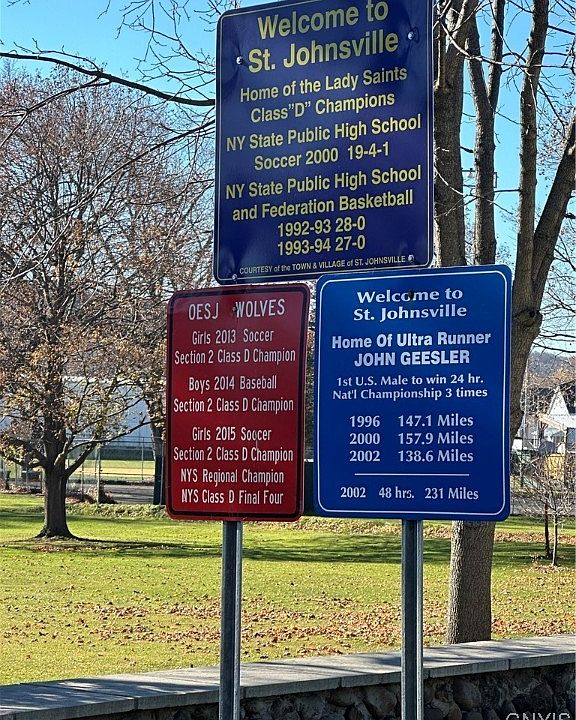 Welcome to
St. Johnsville
Home of the Lady Saints
Class"D" Champions
NY State Public High School
Soccer 2000 19-4-1
NY State Public High School
and Federation Basketball
1992-93 28-0
1993-94 27-0
COURTESY of the TOWN & VILLAGE of ST. JOHNSVILLE
OESJ WOLVES
Girls 2013 Soccer
Section 2 Class D Champion
Boys 2014 Baseball
Section 2 Class D Champion
Girls 2015 Soccer
Section 2 Class D Champion
NYS Regional Champion
NYS Class D Final Four
Welcome to
St. Johnsville
Home Of Ultra Runner
JOHN GEESLER
1st U.S. Male to win 24 hr.
Nat'l Championship 3 times
1996 147.1 Miles
2000 157.9 Miles
2002 138.6 Miles
2002 48 hrs. 231 Miles